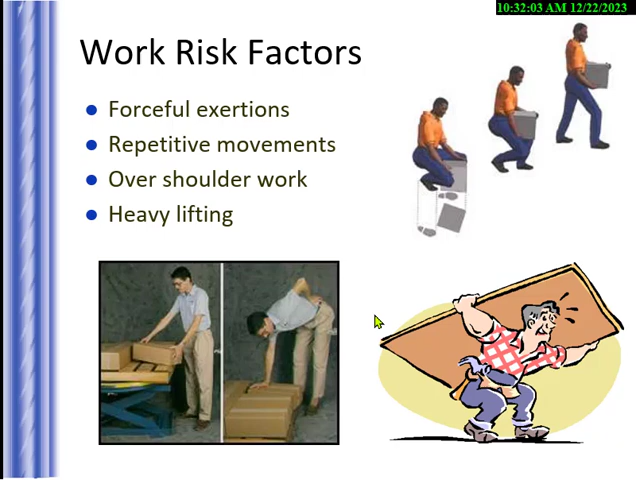 10:32:03 AM 12/22/2023
Work Risk Factors
Forceful exertions
Repetitive movements
Over shoulder work
Heavy lifting